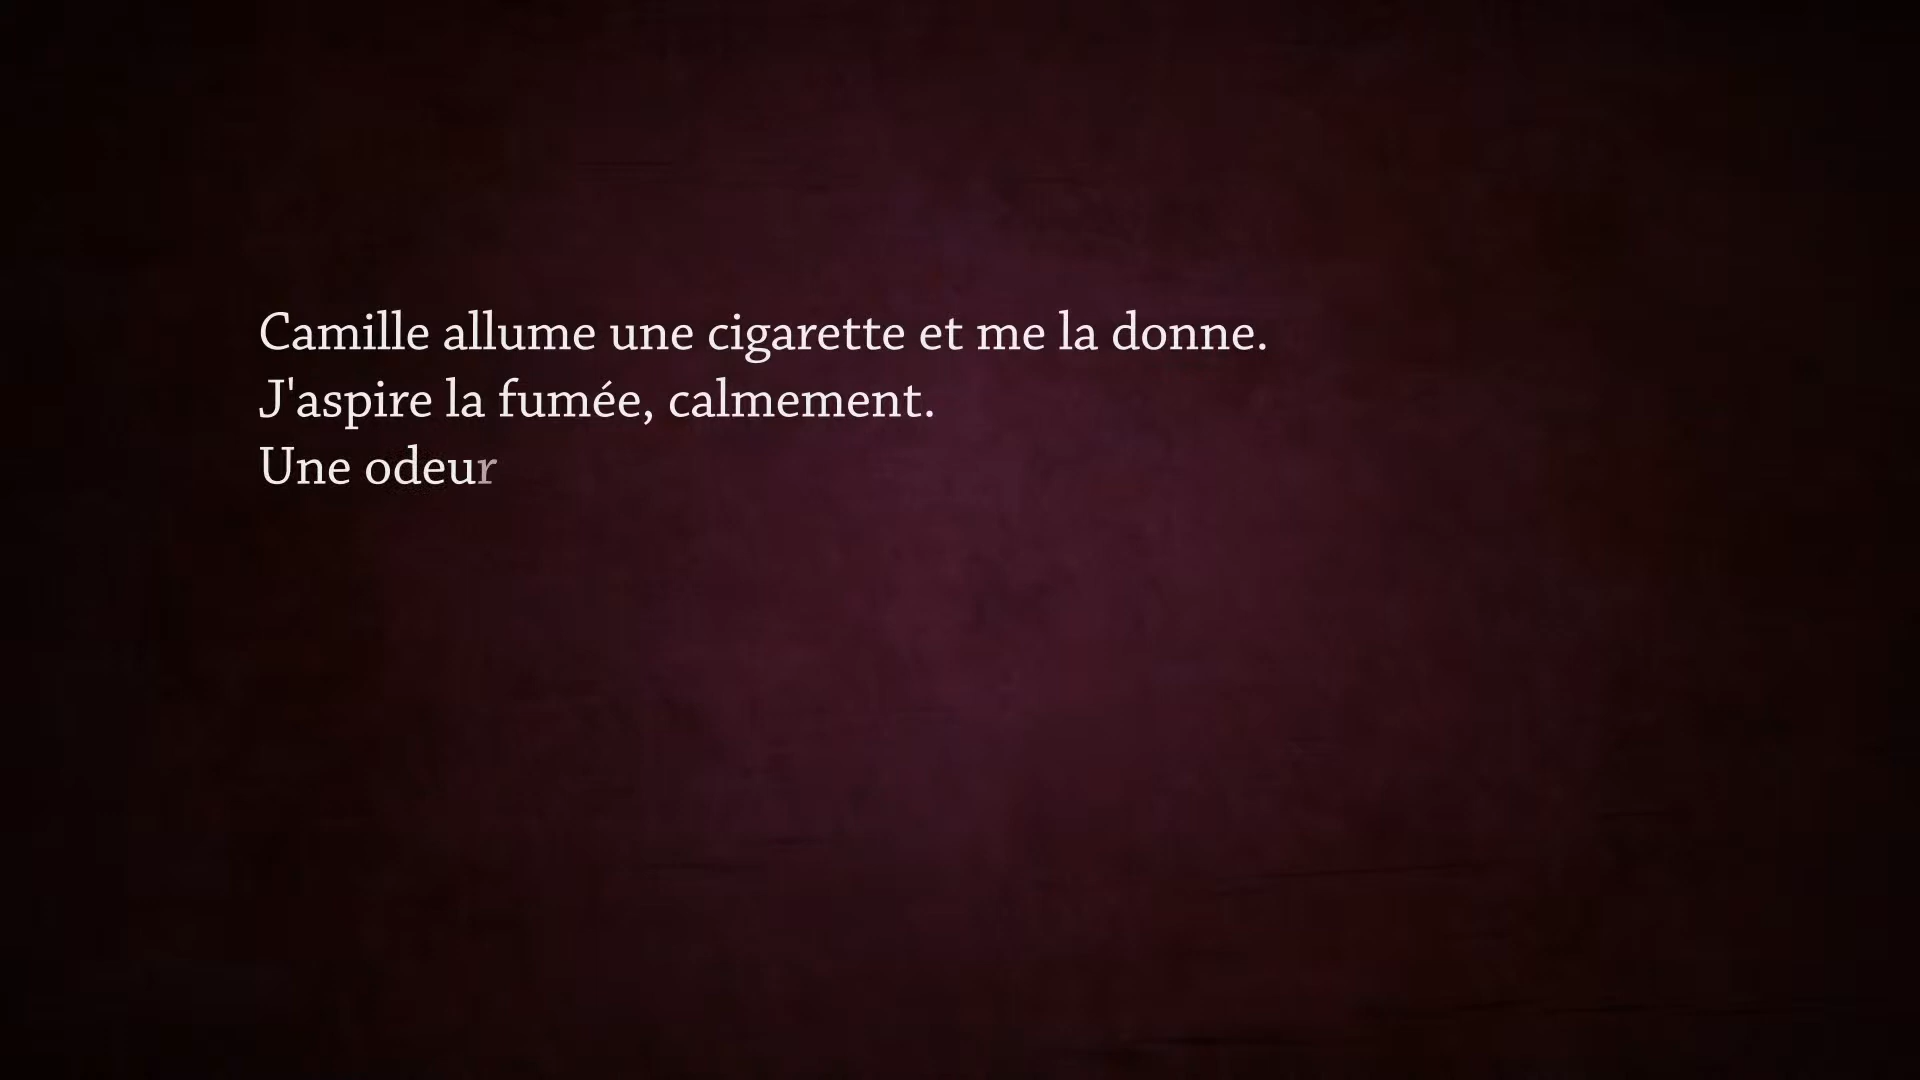 Camille allume une cigarette et me la donne.
J'aspire la fumée, calmement.
Une odeur